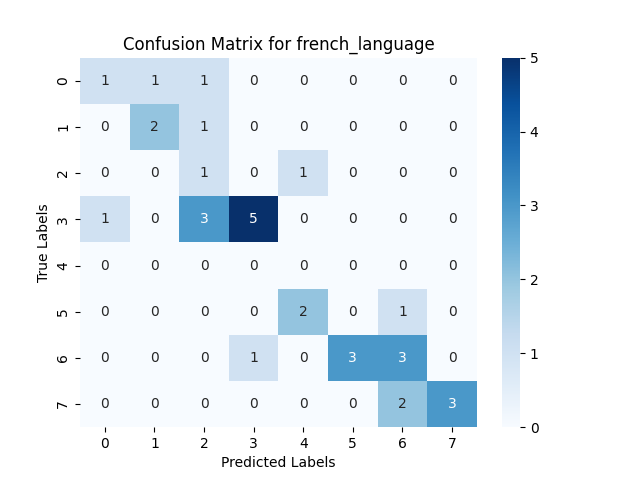 Confusion Matrix for french_language
True Labels
0 1 1 1 0 0 0 0 0
1 0 2 1 0 0 0 0 0
2 0 0 1 0 1 0 0 0
3 1 0 3 5 0 0 0 0
4 0 0 0 0 0 0 0 0
5 0 0 0 0 2 0 1 0
6 0 0 0 1 0 3 3 0
7 0 0 0 0 0 0 2 3
0 1 2 3 4 5 6 7
Predicted Labels
5
4
3
2
1
0